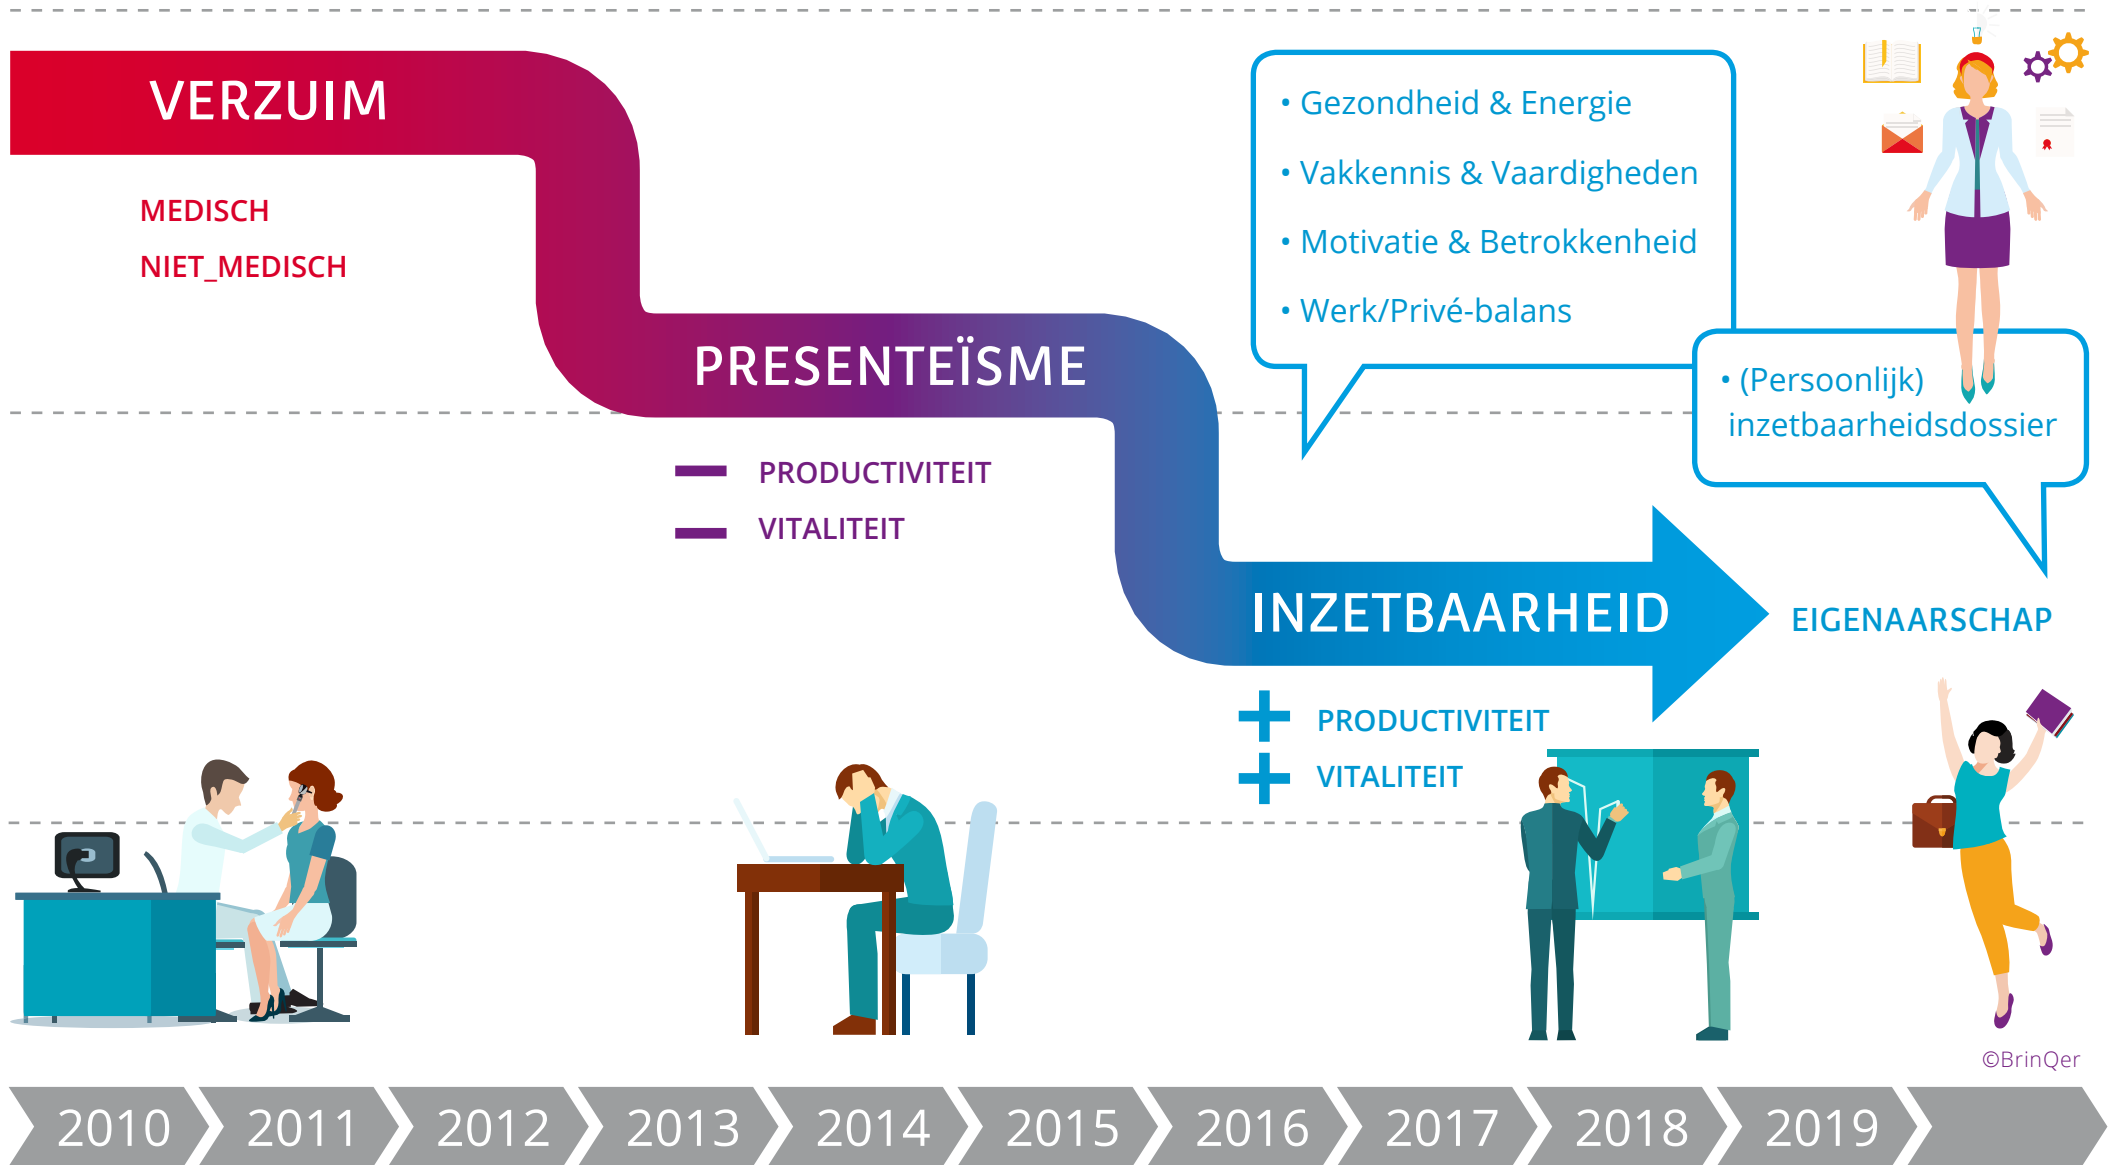 VERZUIM
MEDISCH
NIET_MEDISCH
PRESENTEÏSME
PRODUCTIVITEIT
VITALITEIT
• Gezondheid & Energie
• Vakkennis & Vaardigheden
• Motivatie & Betrokkenheid
• Werk/Privé-balans
• (Persoonlijk)
inzetbaarheidsdossier
INZETBAARHEID
EIGENAARSCHAP
PRODUCTIVITEIT
VITALITEIT
©BrinQer
2010 2011 2012 2013 2014 2015 2016 2017 2018 2019